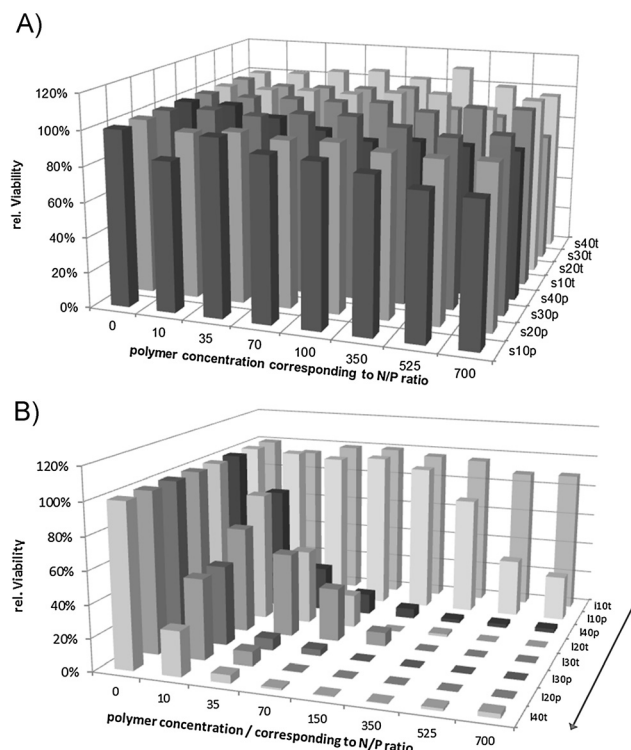 A)
rel. Viability
120%
100%
80%
60%
40%
20%
0%
0
10
35
70
100
350
525
700
polymer concentration corresponding to N/P ratio
s40t
s30t
s20t
s10t
s40p
s30p
s20p
s10p
B)
rel. Viability
120%
100%
80%
60%
40%
20%
0%
0
10
35
70
150
350
525
700
polymer concentration / corresponding to N/P ratio
l10t
l10p
l40p
l20t
l30t
l30p
l20p
l40t